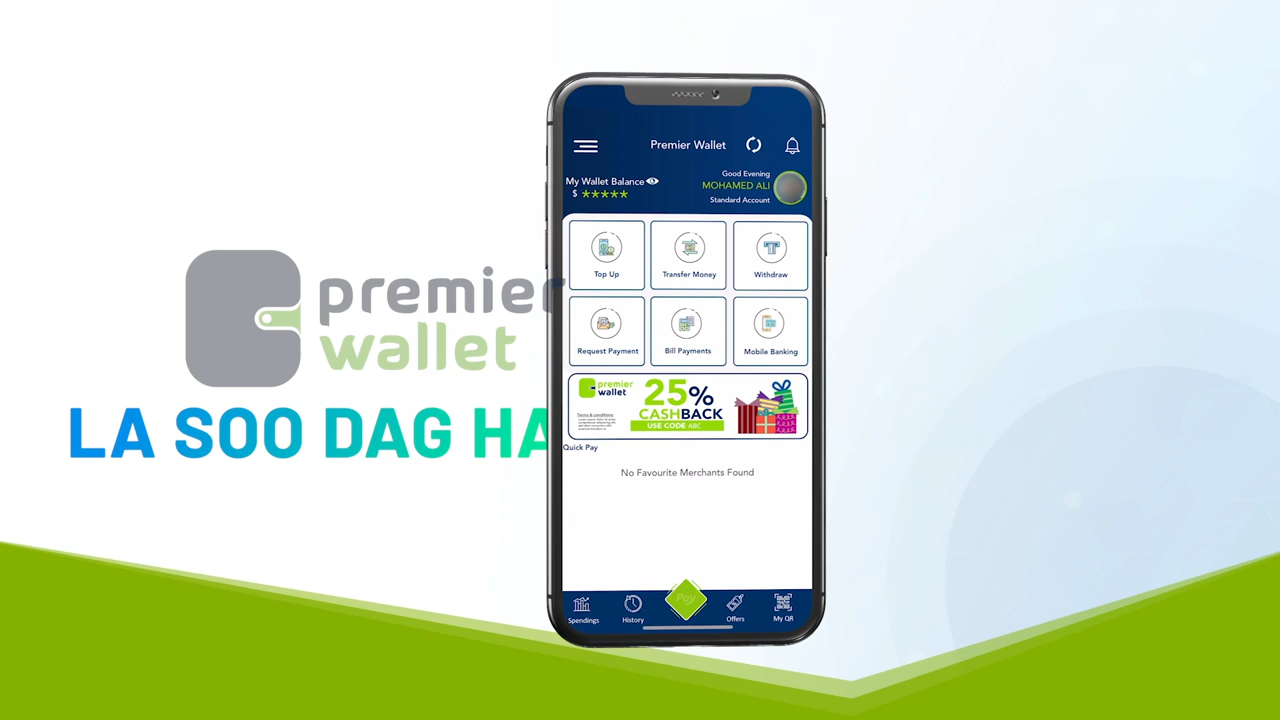 premier
wallet
LA SOO DAG HA
Premier Wallet
Good Evening
My Wallet Balance
MOHAMED ALI
$ *****
Standard Account
Top Up
Transfer Money
Withdraw
Request Payment
Bill Payments
Mobile Banking
premier
wallet
25%
CASHBACK
USE CODE ABC
Terms & conditions
Quick Pay
No Favourite Merchants Found
Pay
Spendings
History
Offers
My QR